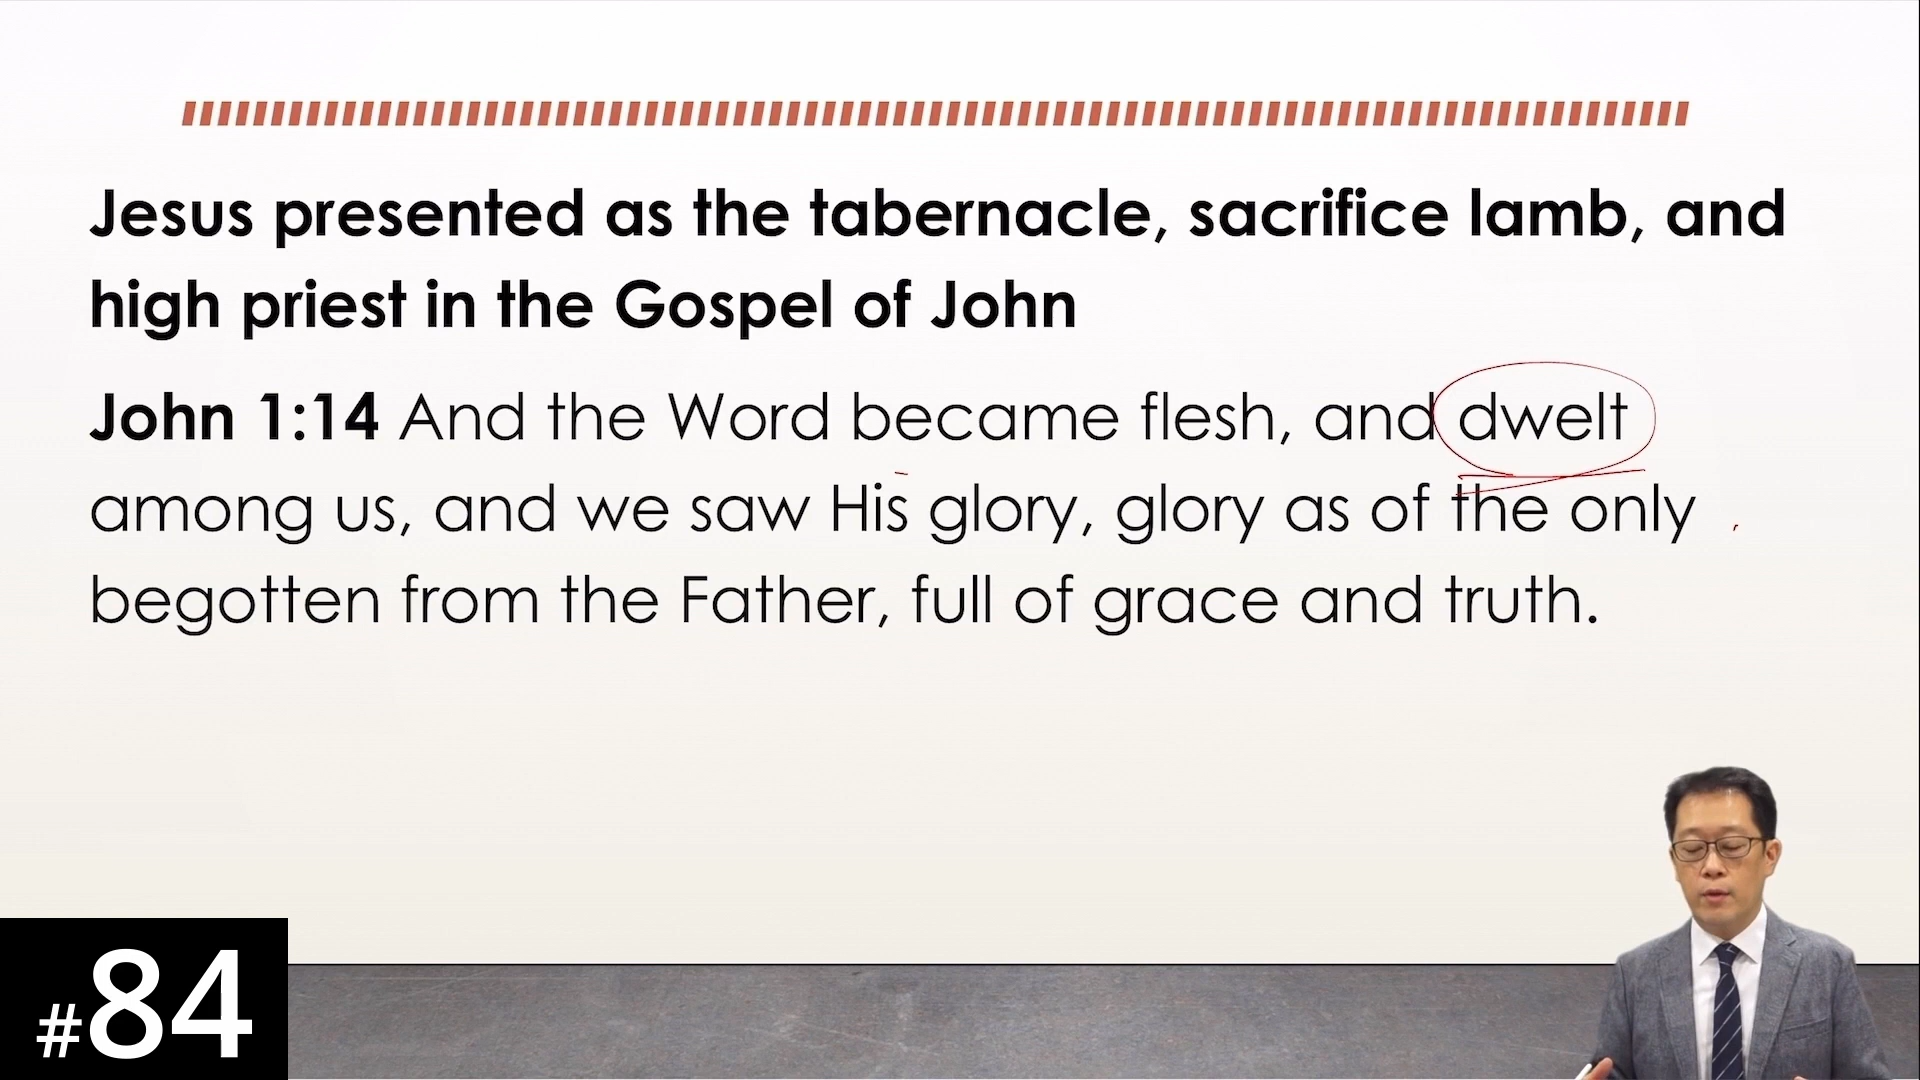 Jesus presented as the tabernacle, sacrifice lamb, and
high priest in the Gospel of John
John 1:14 And the Word became flesh, and dwelt
among us, and we saw His glory, glory as of the only
begotten from the Father, full of grace and truth.
#84